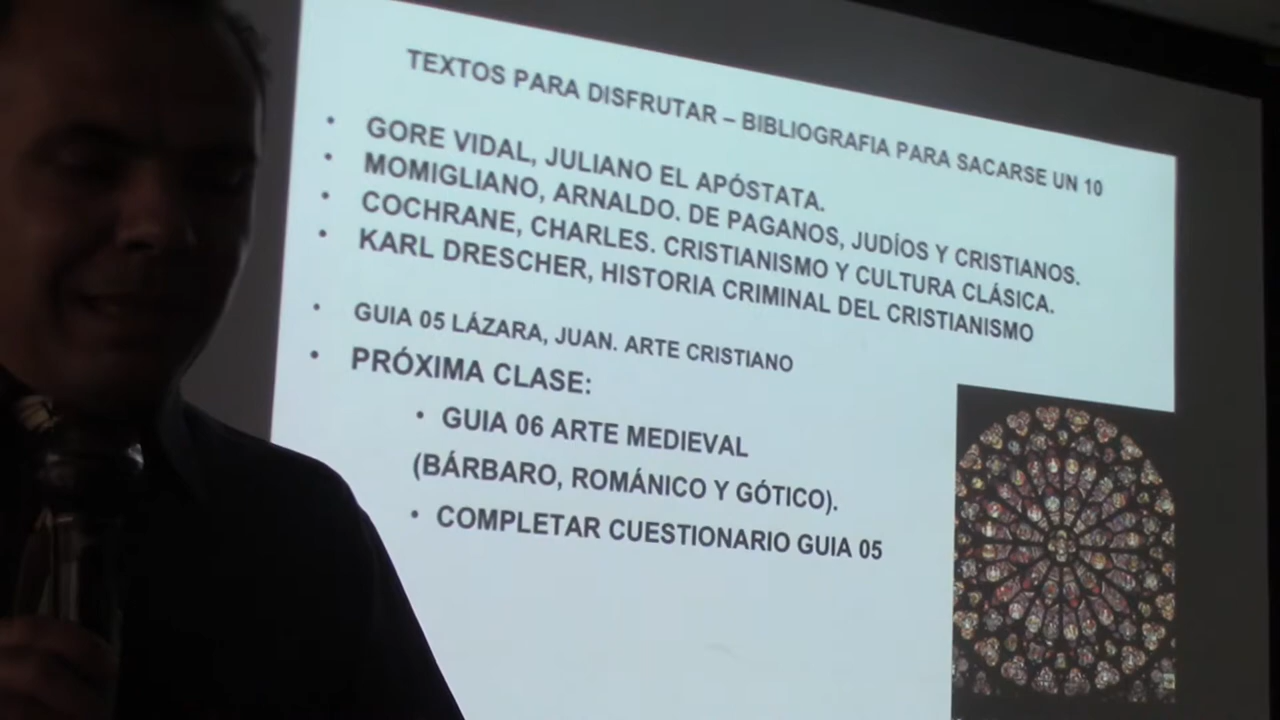 TEXTOS PARA DISFRUTAR – BIBLIOGRAFIA PARA SACARSE UN 10
• GORE VIDAL, JULIANO EL APÓSTATA.
• MOMIGLIANO, ARNALDO. DE PAGANOS, JUDÍOS Y CRISTIANOS.
• COCHRANE, CHARLES. CRISTIANISMO Y CULTURA CLÁSICA.
• KARL DRESCHER, HISTORIA CRIMINAL DEL CRISTIANISMO
• GUIA 05 LÁZARA, JUAN. ARTE CRISTIANO
• PRÓXIMA CLASE:
• GUIA 06 ARTE MEDIEVAL
(BÁRBARO, ROMÁNICO Y GÓTICO).
• COMPLETAR CUESTIONARIO GUIA 05